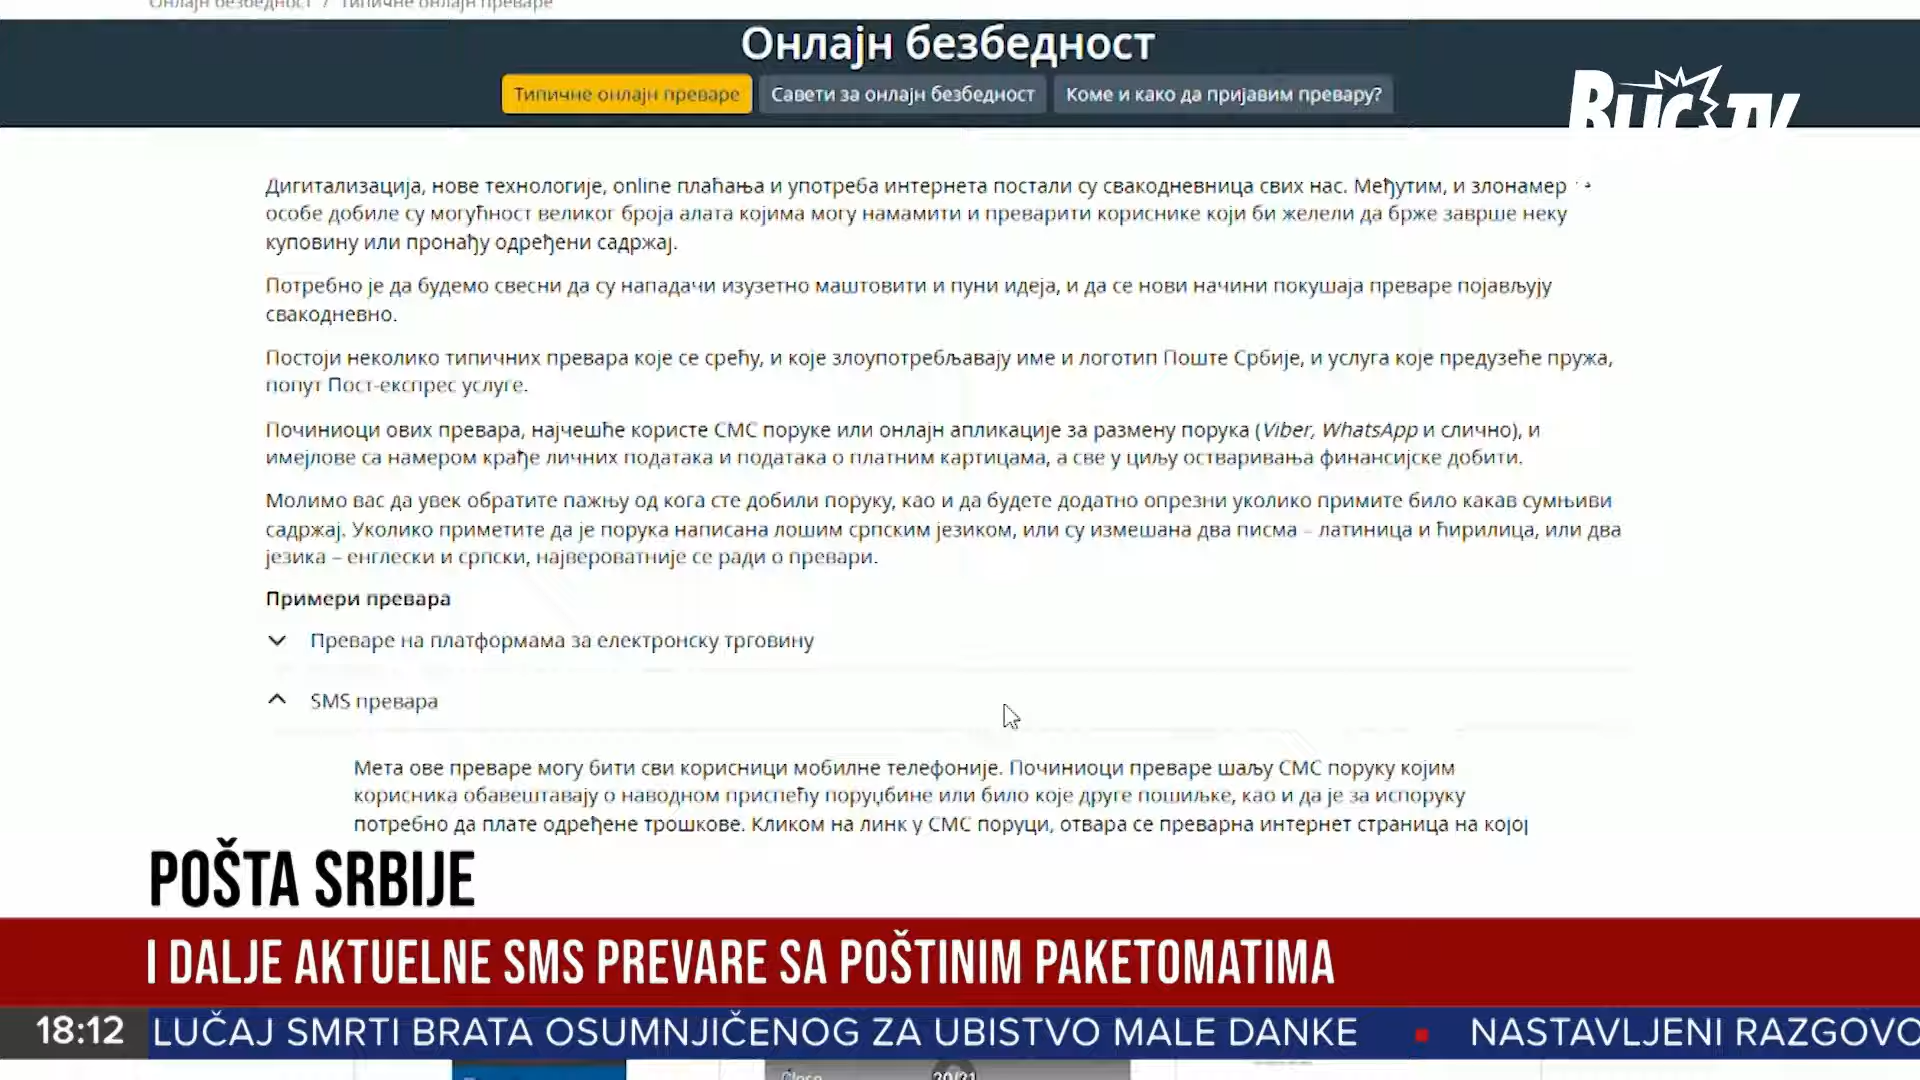 Онлајн безбедност / Типичне онлајн преваре
Онлајн безбедност
Типичне онлајн преваре
Савети за онлајн безбедност
Коме и како да пријавим превару?
BLIC TV
Дигитализација, нове технологије, online плаћања и употреба интернета постали су свакодневница свих нас. Међутим, и злонамер
особе добиле су могућност великог броја алата којима могу намамити и преварити кориснике који би желели да брже заврше неку
куповину или пронађу одређени садржај.
Потребно је да будемо свесни да су нападачи изузетно маштовити и пуни идеја, и да се нови начини покушаја преваре појављују
свакодневно.
Постоји неколико типичних превара које се срећу, и које злоупотребљавају име и логотип Поште Србије, и услуга које предузеће пружа,
попут Пост-експрес услуге.
Починиоци ових превара, најчешће користе СМС поруке или онлајн апликације за размену порука (Viber, WhatsApp и слично), и
имејлове са намером крађе личних података и података о платним картицама, а све у циљу остваривања финансијске добити.
Молимо вас да увек обратите пажњу од кога сте добили поруку, као и да будете додатно опрезни уколико примите било какав сумњиви
садржај. Уколико приметите да је порука написана лошим српским језиком, или су измешана два писма – латиница и ћирилица, или два
језика – енглески и српски, највероватније се ради о превари.
Примери превара
Преваре на платформама за електронску трговину
SMS превара
Мета ове преваре могу бити сви корисници мобилне телефоније. Починиоци преваре шаљу СМС поруку којим
корисника обавештавају о наводном приспећу поруџбине или било које друге пошиљке, као и да је за испоруку
потребно да плате одређене трошкове. Кликом на линк у СМС поруци, отвара се преварна интернет страница на којој
POŠTA SRBIJE
I DALJE AKTUELNE SMS PREVARE SA POŠTINIM PAKETOMATIMA
18:12 LUČAJ SMRTI BRATA OSUMNJIČENOG ZA UBISTVO MALE DANKE ▪ NASTAVLJENI RAZGOVO